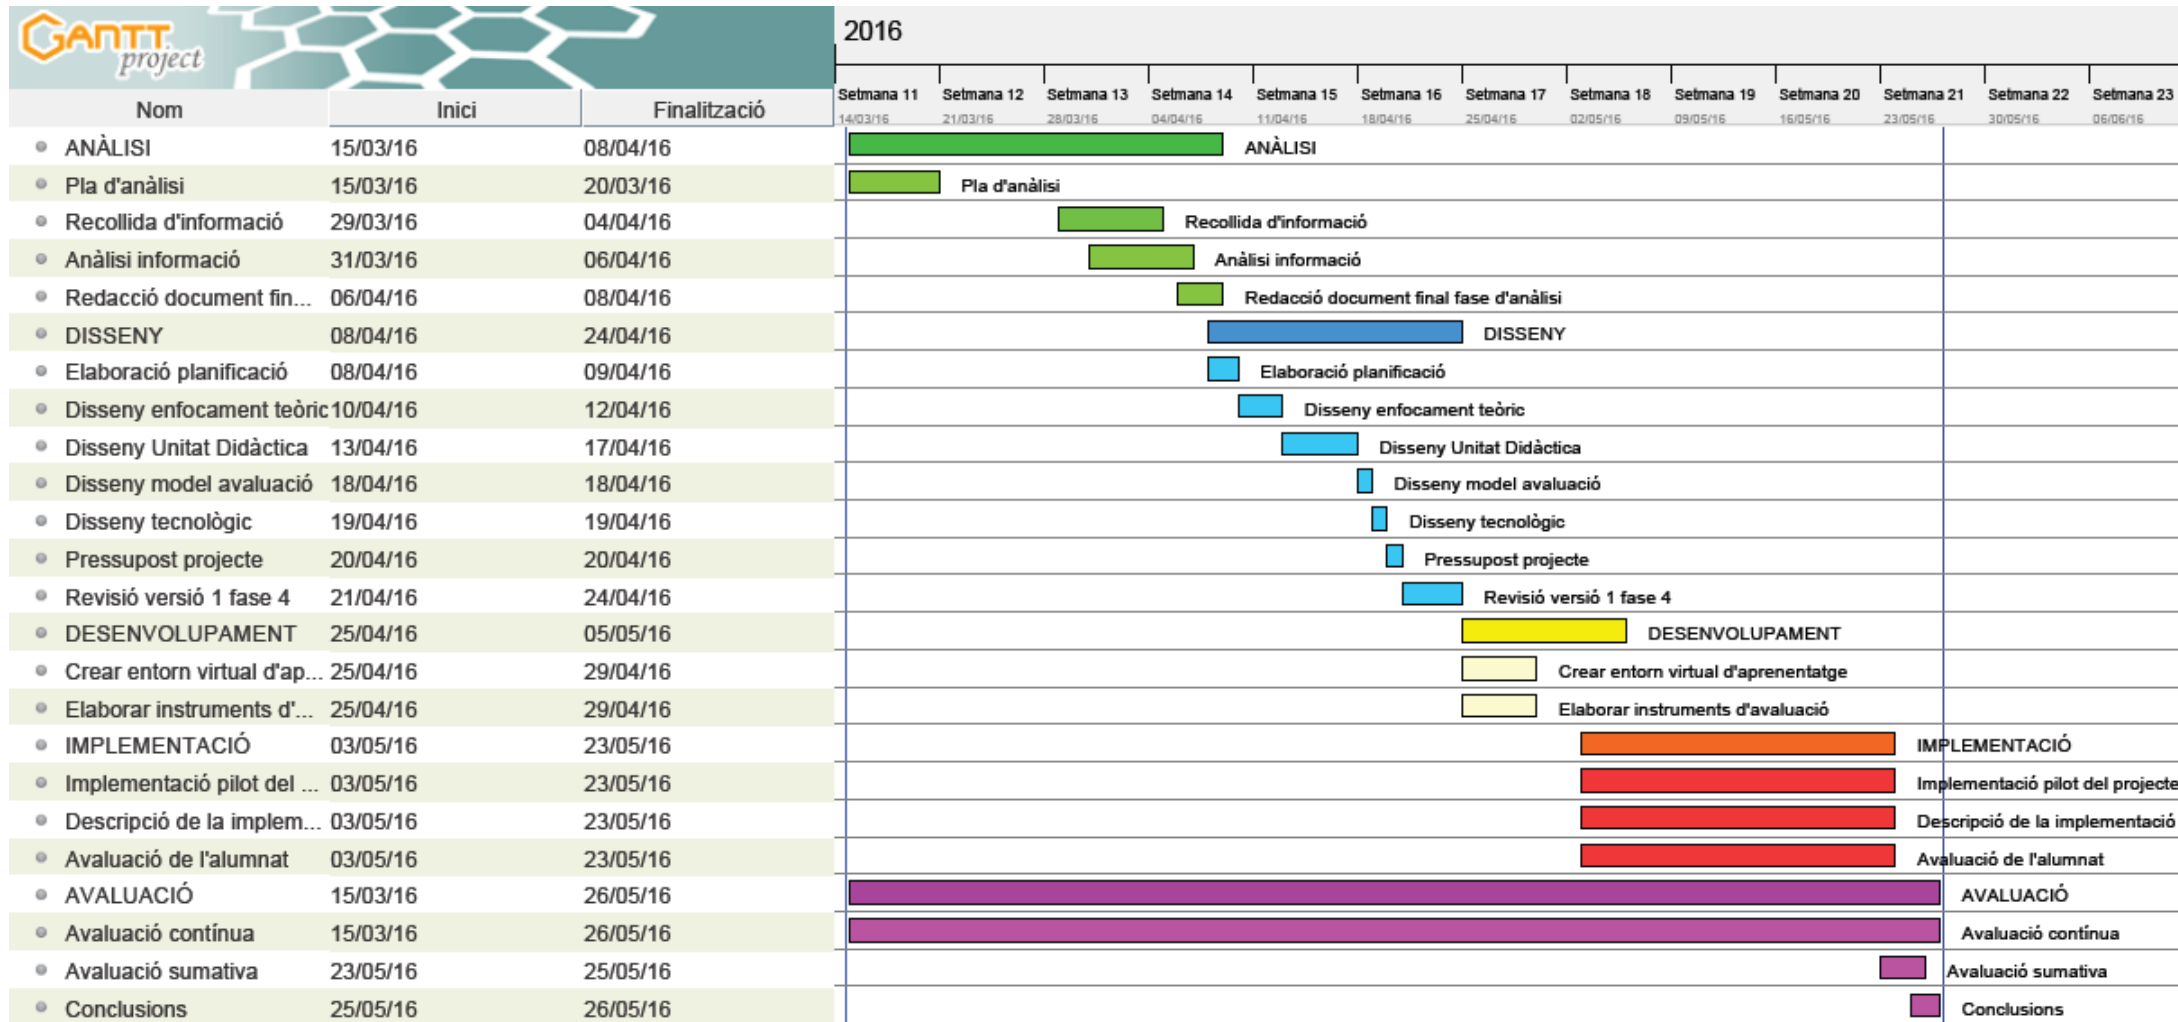 GANTT
project
2016
Setmana 11 Setmana 12 Setmana 13 Setmana 14 Setmana 15 Setmana 16 Setmana 17 Setmana 18 Setmana 19 Setmana 20 Setmana 21 Setmana 22 Setmana 23
14/03/16 21/03/16 28/03/16 04/04/16 11/04/16 18/04/16 25/04/16 02/05/16 09/05/16 16/05/16 23/05/16 30/05/16 06/06/16
Nom Inici Finalització
ANÀLISI 15/03/16 08/04/16 ANÀLISI
Pla d'anàlisi 15/03/16 20/03/16 Pla d'anàlisi
Recollida d'informació 29/03/16 04/04/16 Recollida d'informació
Anàlisi informació 31/03/16 06/04/16 Anàlisi informació
Redacció document fin... 06/04/16 08/04/16 Redacció document final fase d'anàlisi
DISSENY 08/04/16 24/04/16 DISSENY
Elaboració planificació 08/04/16 09/04/16 Elaboració planificació
Disseny enfocament teòric 10/04/16 12/04/16 Disseny enfocament teòric
Disseny Unitat Didàctica 13/04/16 17/04/16 Disseny Unitat Didàctica
Disseny model avaluació 18/04/16 18/04/16 Disseny model avaluació
Disseny tecnològic 19/04/16 19/04/16 Disseny tecnològic
Pressupost projecte 20/04/16 20/04/16 Pressupost projecte
Revisió versió 1 fase 4 21/04/16 24/04/16 Revisió versió 1 fase 4
DESENVOLUPAMENT 25/04/16 05/05/16 DESENVOLUPAMENT
Crear entorn virtual d'ap... 25/04/16 29/04/16 Crear entorn virtual d'aprenentatge
Elaborar instruments d'... 25/04/16 29/04/16 Elaborar instruments d'avaluació
IMPLEMENTACIÓ 03/05/16 23/05/16 IMPLEMENTACIÓ
Implementació pilot del ... 03/05/16 23/05/16 Implementació pilot del projecte
Descripció de la implem... 03/05/16 23/05/16 Descripció de la implementació
Avaluació de l'alumnat 03/05/16 23/05/16 Avaluació de l'alumnat
AVALUACIÓ 15/03/16 26/05/16 AVALUACIÓ
Avaluació contínua 15/03/16 26/05/16 Avaluació contínua
Avaluació sumativa 23/05/16 25/05/16 Avaluació sumativa
Conclusions 25/05/16 26/05/16 Conclusions